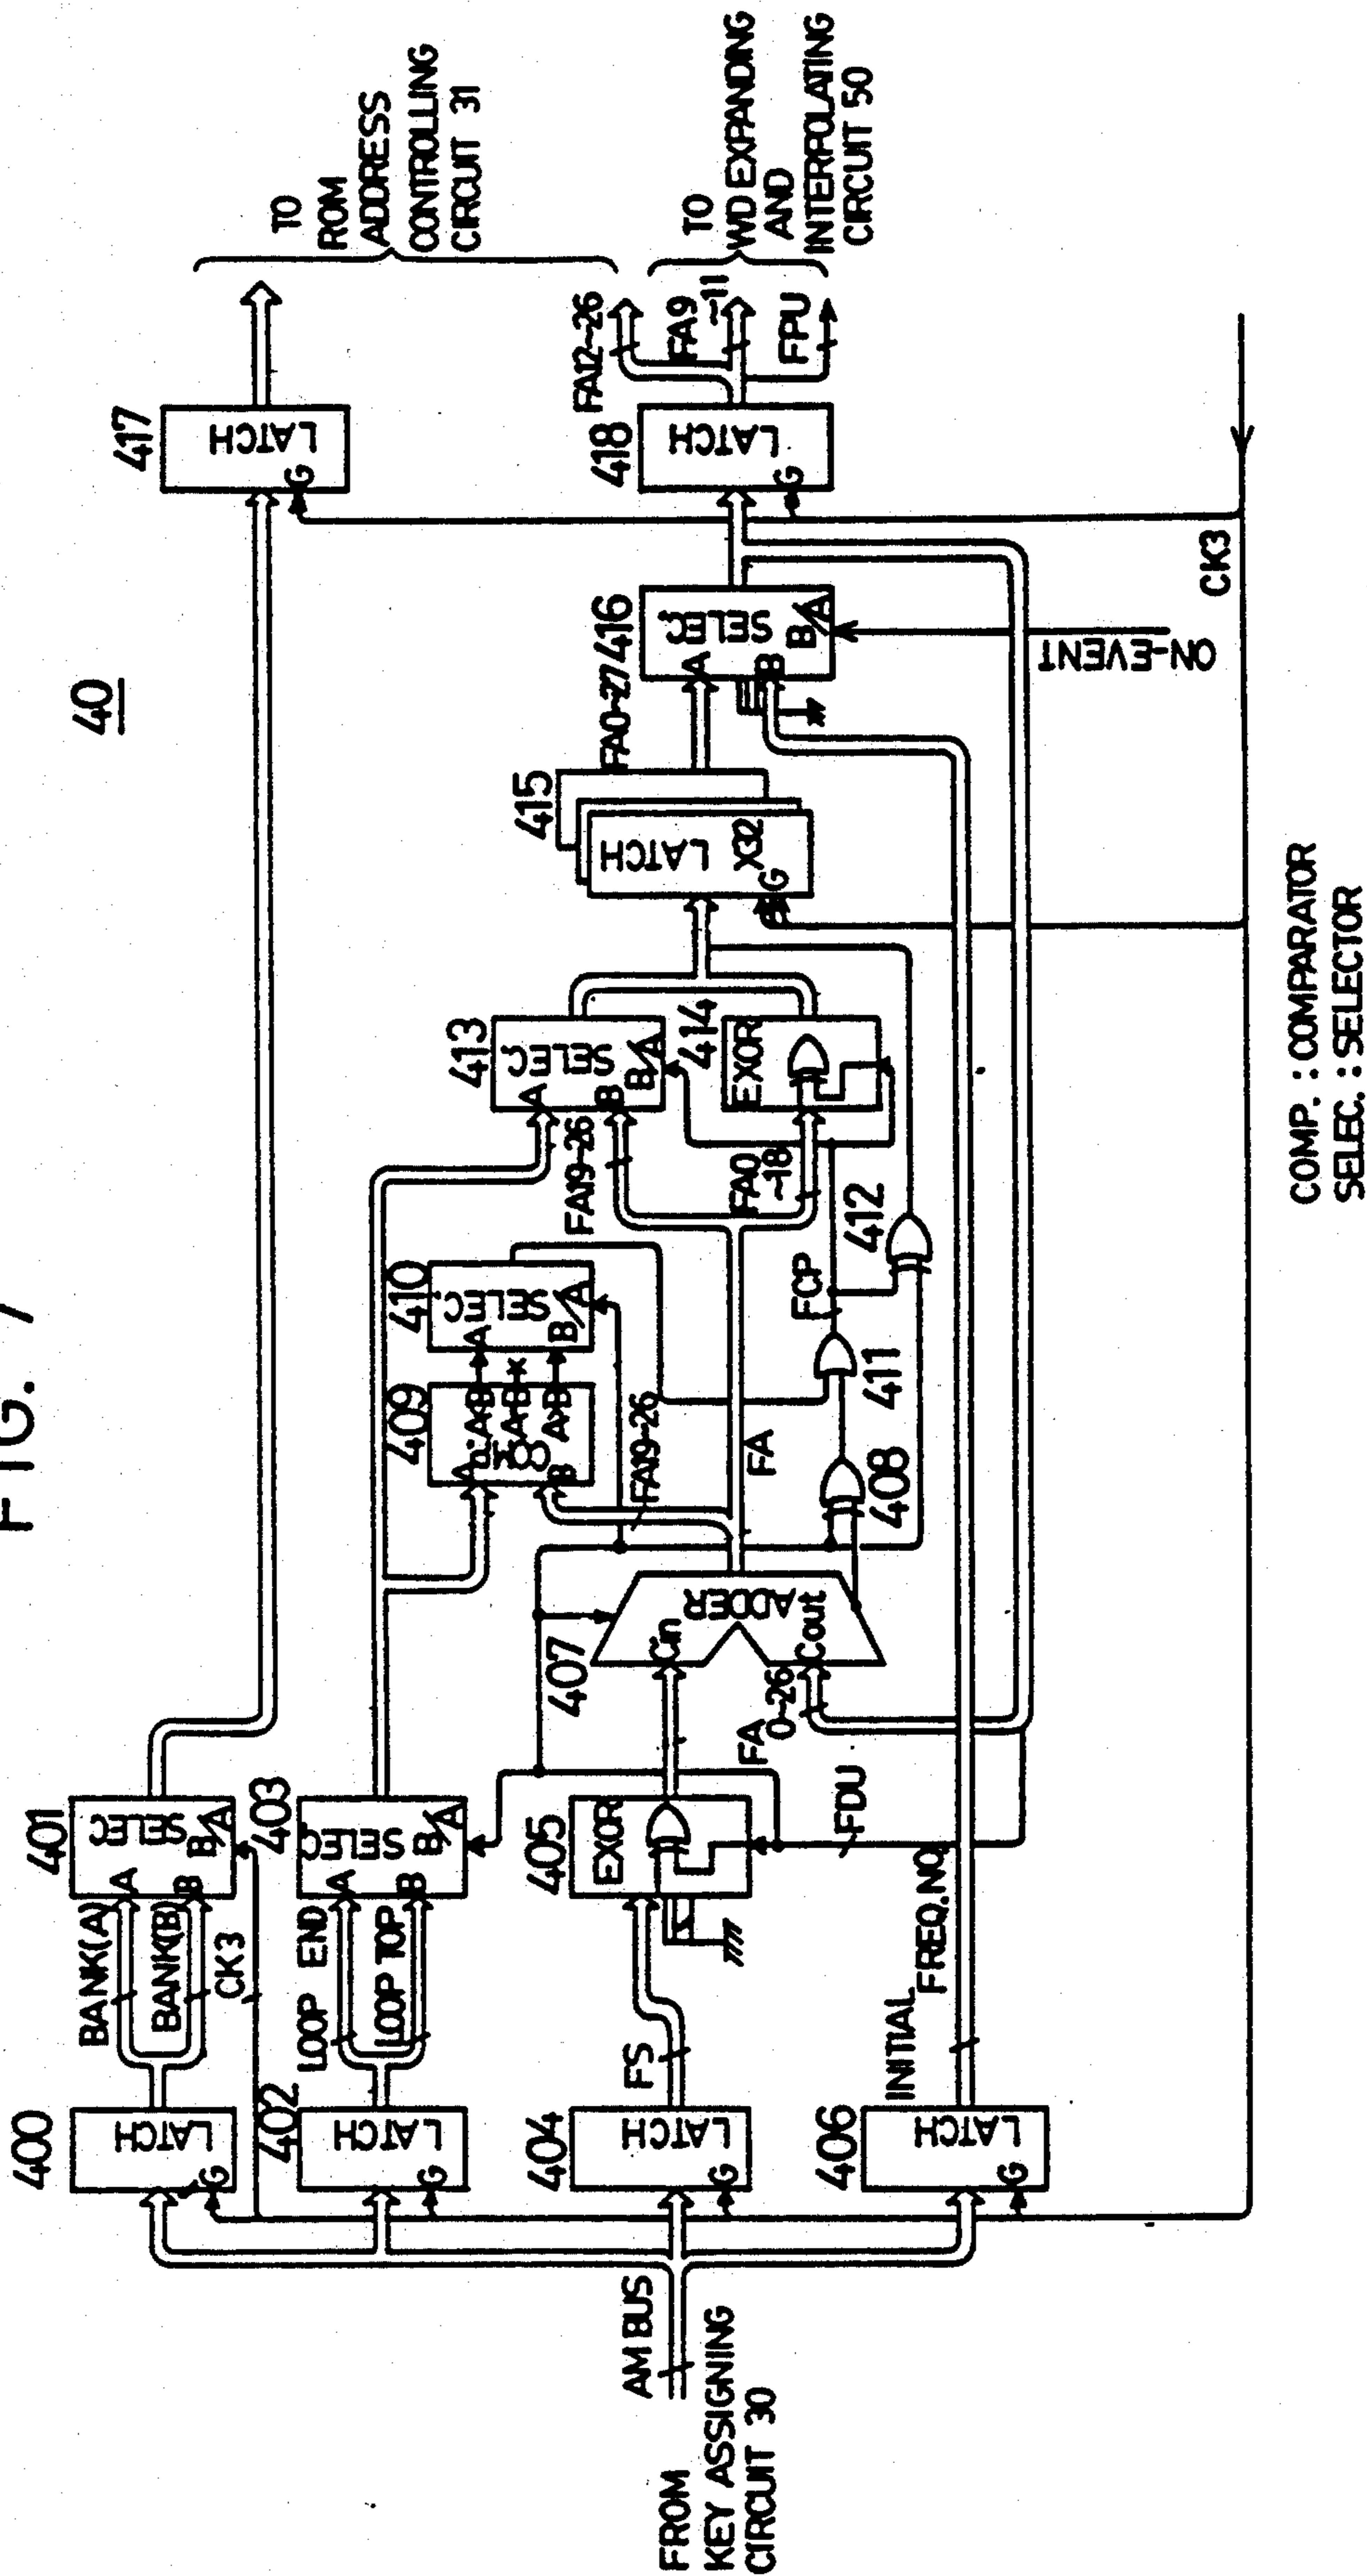 FIG. 7
40
FROM
KEY ASSIGNING
CIRCUIT 30
AM BUS
400
LATCH
G
BANK(A)
BANK(B)
CK3
401
A
B
SELEC.
B/A
402
LATCH
G
LOOP END
LOOP TOP
403
A
B
SELEC.
B/A
404
LATCH
G
FS
405
EXOR
406
LATCH
G
INITIAL
FREQ.NO.
FDU
FA
0~26
407
Cin
Cout
ADDER
408
FA19~26
FA
409
A
B
COMP.
A<B
A=B
A>B
410
A
SELEC.
B
B/A
411
FCP
412
FA19~26
FA0
~18
413
A
B
SELEC.
B/A
414
EXOR
415
LATCH
X32
G
FA0~27
416
A
B
SELEC.
B/A
ON-EVENT
CK3
417
LATCH
G
418
LATCH
G
FA12~26
FA9
~11
FPU
TO
ROM
ADDRESS
CONTROLLING
CIRCUIT 31
TO
WD EXPANDING
AND
INTERPOLATING
CIRCUIT 50
COMP. : COMPARATOR
SELEC. : SELECTOR